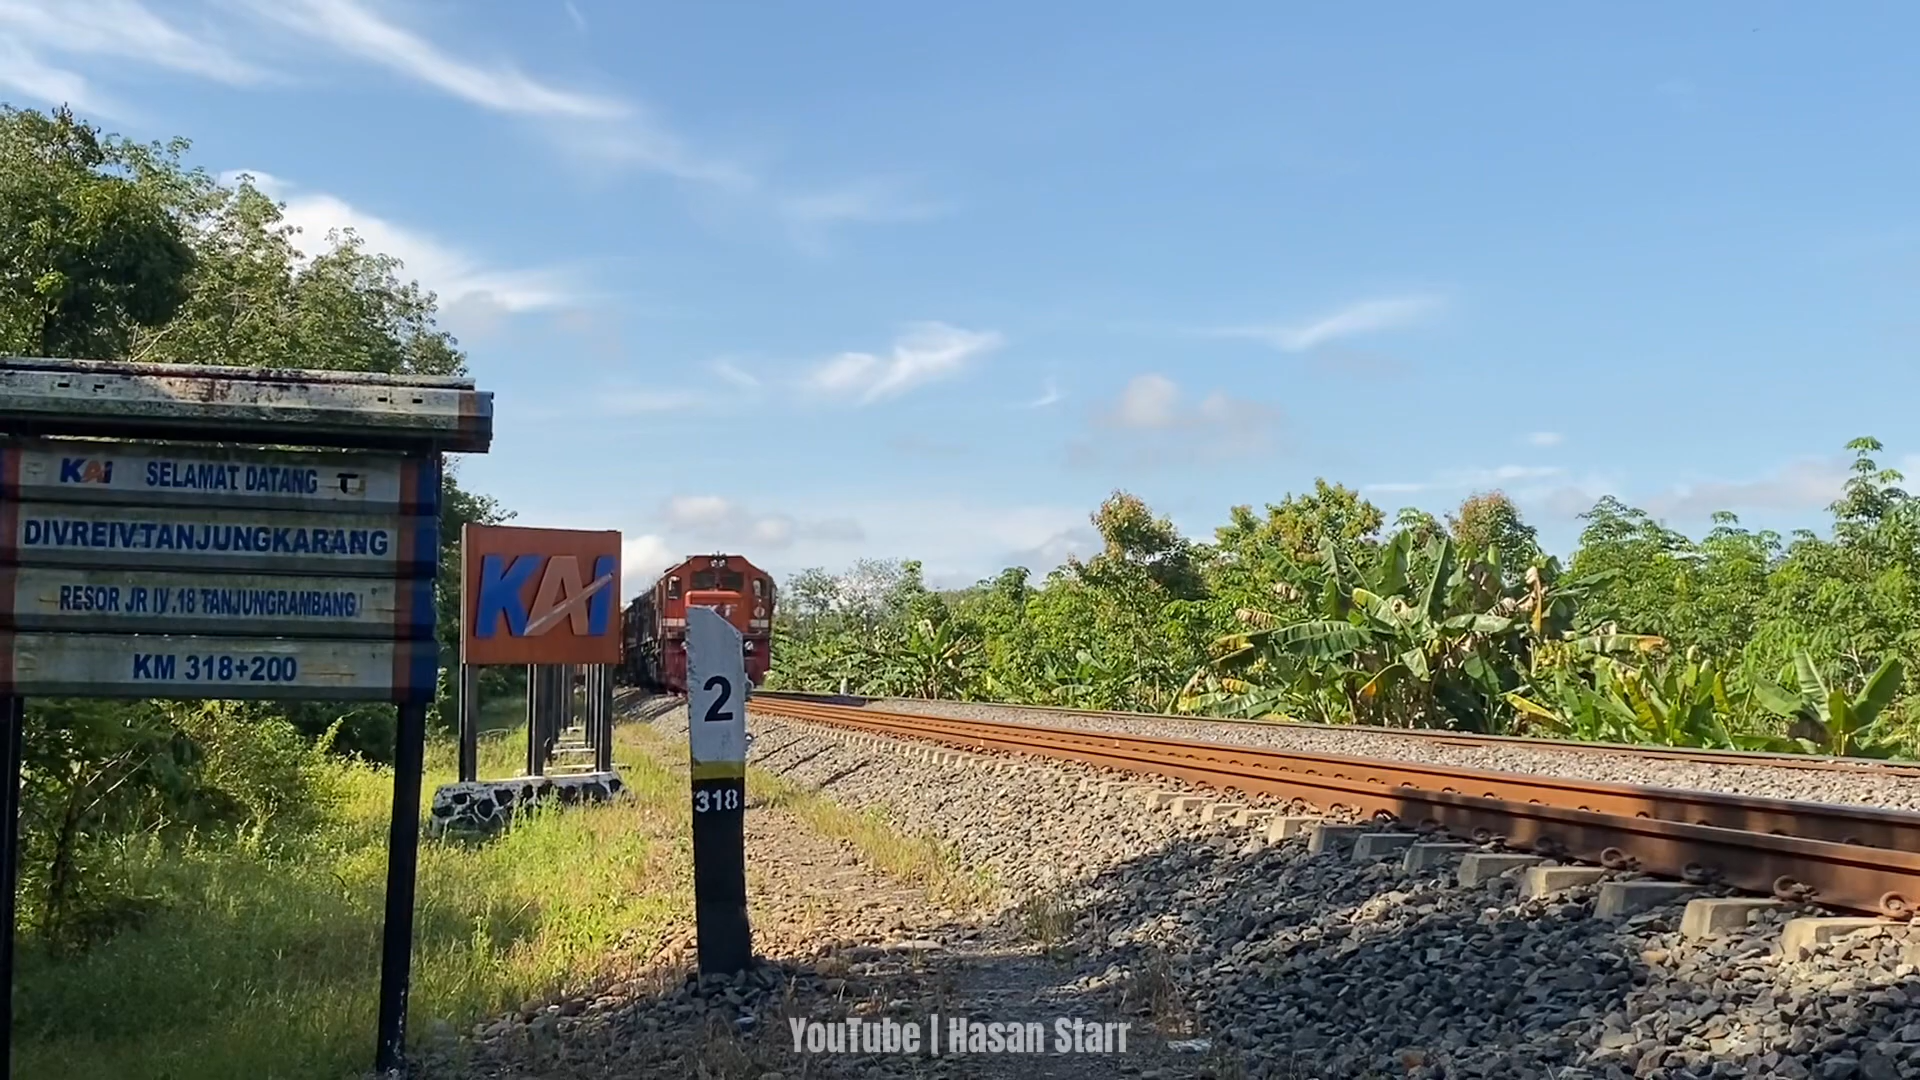 KAI SELAMAT DATANG
DIVREIV.TANJUNGKARANG
RESOR JR IV.18 TANJUNGRAMBANG
KM 318+200
KAI
2
318
YouTube | Hasan Starr